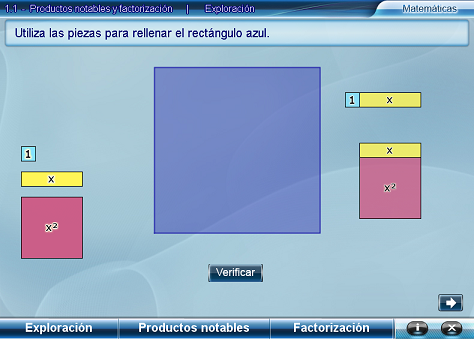 1.1 - Productos notables y factorización | Exploración
Matemáticas
Utiliza las piezas para rellenar el rectángulo azul.
1 x
1
x
x
x²
x²
Verificar
Exploración Productos notables Factorización